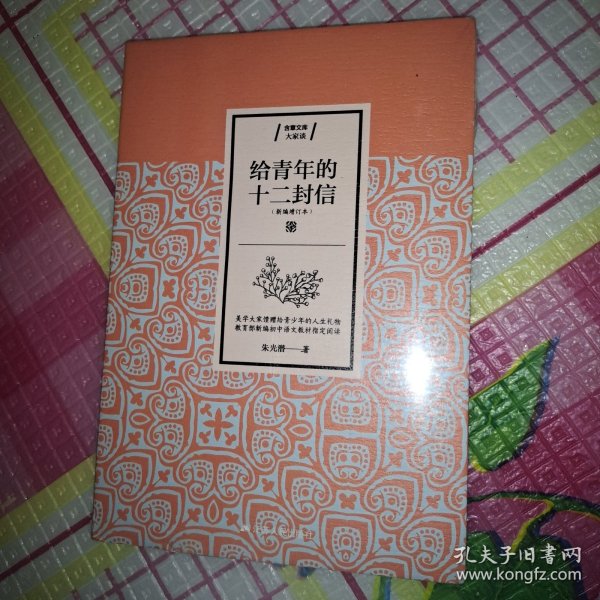 含章文库
大家谈
给青年的
十二封信
（新编增订本）
美学大家馈赠给青少年的人生礼物
教育部新编初中语文教材指定阅读
朱光潜——著
孔夫子旧书网
www.kongfz.com